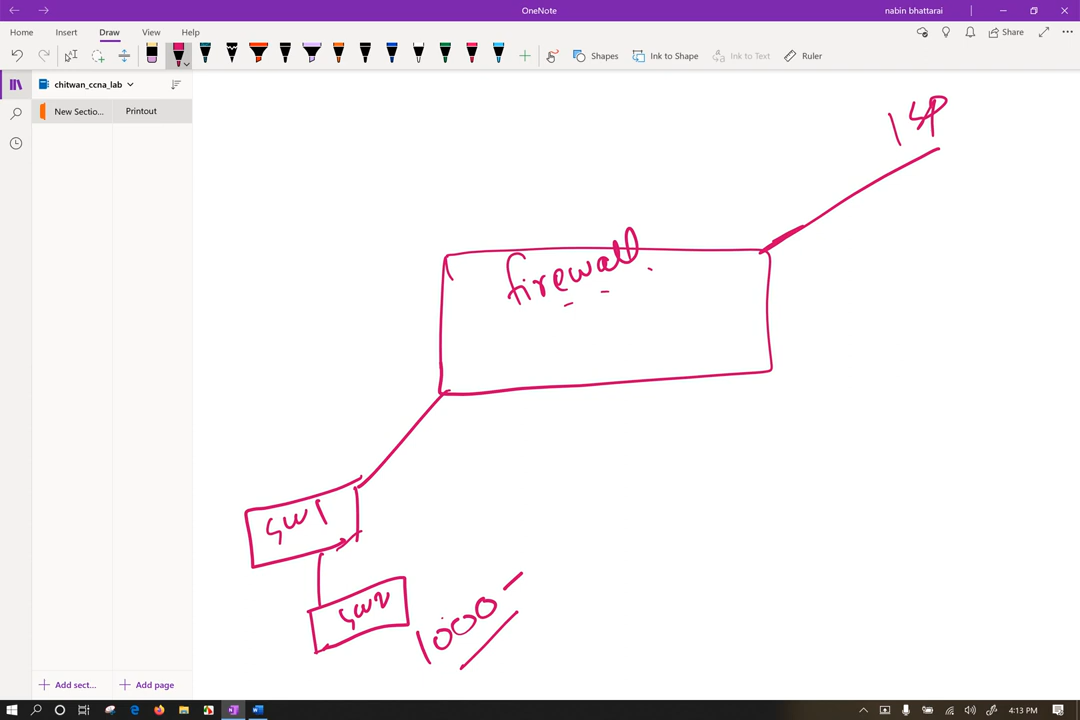 OneNote
nabin bhattarai
Home Insert Draw View Help
Shapes Ink to Shape Ink to Text Ruler
Share
chitwan_ccna_lab
New Sectio... Printout
ISP
firewall
SW1
SW2
1000
Add sect... Add page
4:13 PM